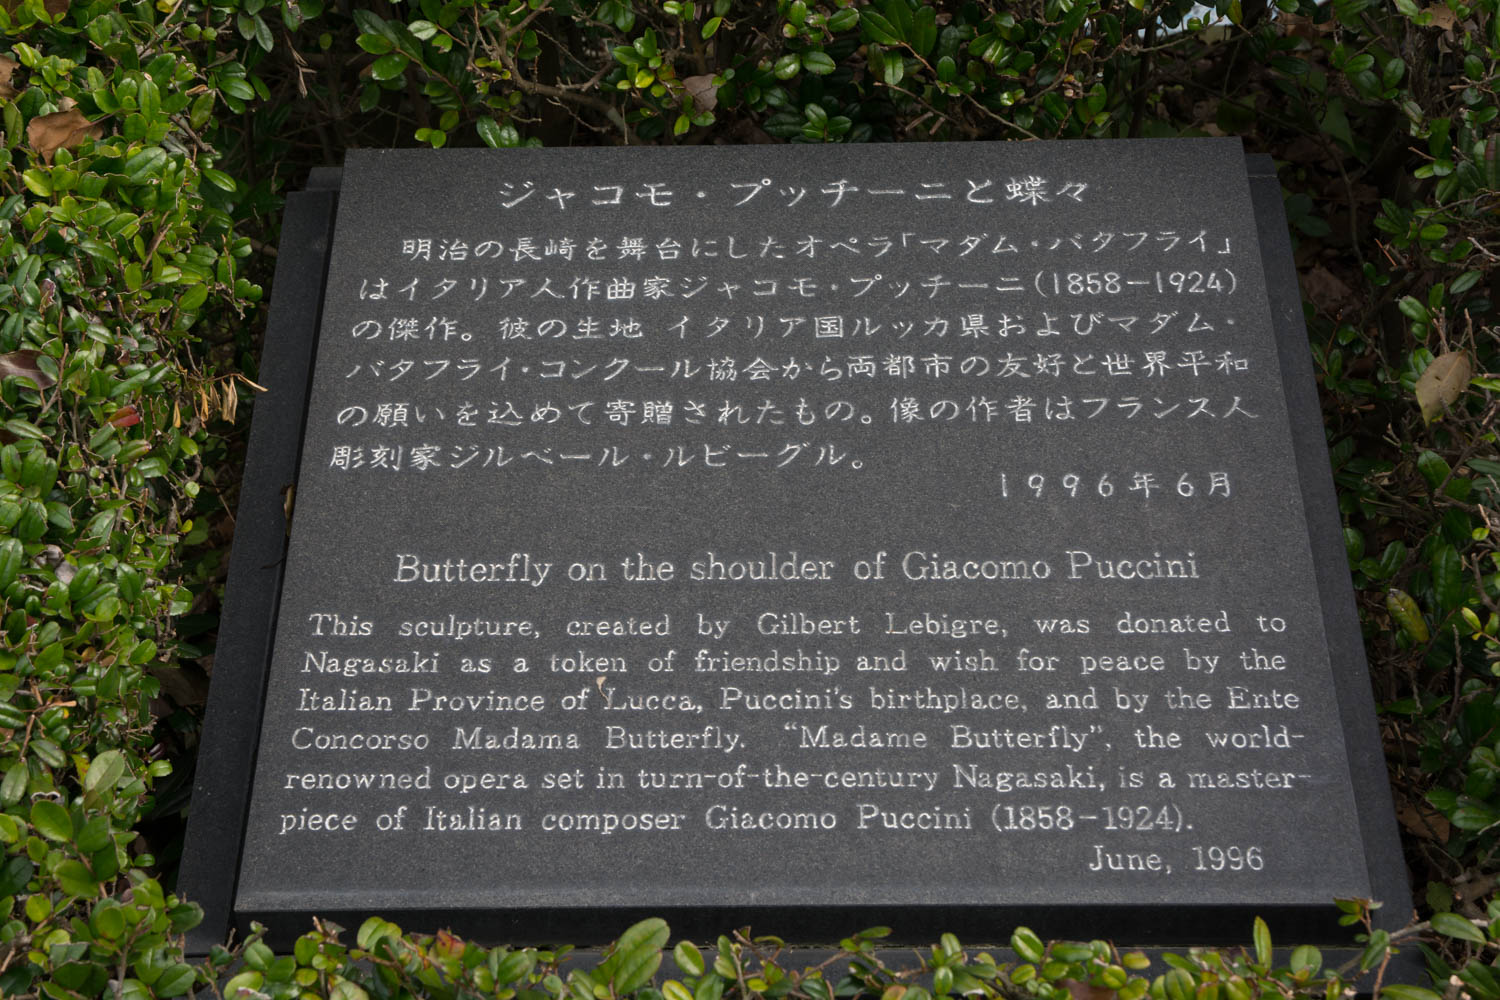 ジャコモ・プッチーニと蝶々
明治の長崎を舞台にしたオペラ「マダム・バタフライ」
はイタリア人作曲家ジャコモ・プッチーニ(1858-1924)
の傑作。彼の生地 イタリア国ルッカ県およびマダム・
バタフライ・コンクール協会から両都市の友好と世界平和
の願いを込めて寄贈されたもの。像の作者はフランス人
彫刻家ジルベール・ルビーグル。
1996年6月
Butterfly on the shoulder of Giacomo Puccini
This sculpture, created by Gilbert Lebigre, was donated to
Nagasaki as a token of friendship and wish for peace by the
Italian Province of Lucca, Puccini's birthplace, and by the Ente
Concorso Madama Butterfly. "Madame Butterfly", the world-
renowned opera set in turn-of-the-century Nagasaki, is a master-
piece of Italian composer Giacomo Puccini (1858-1924).
June, 1996